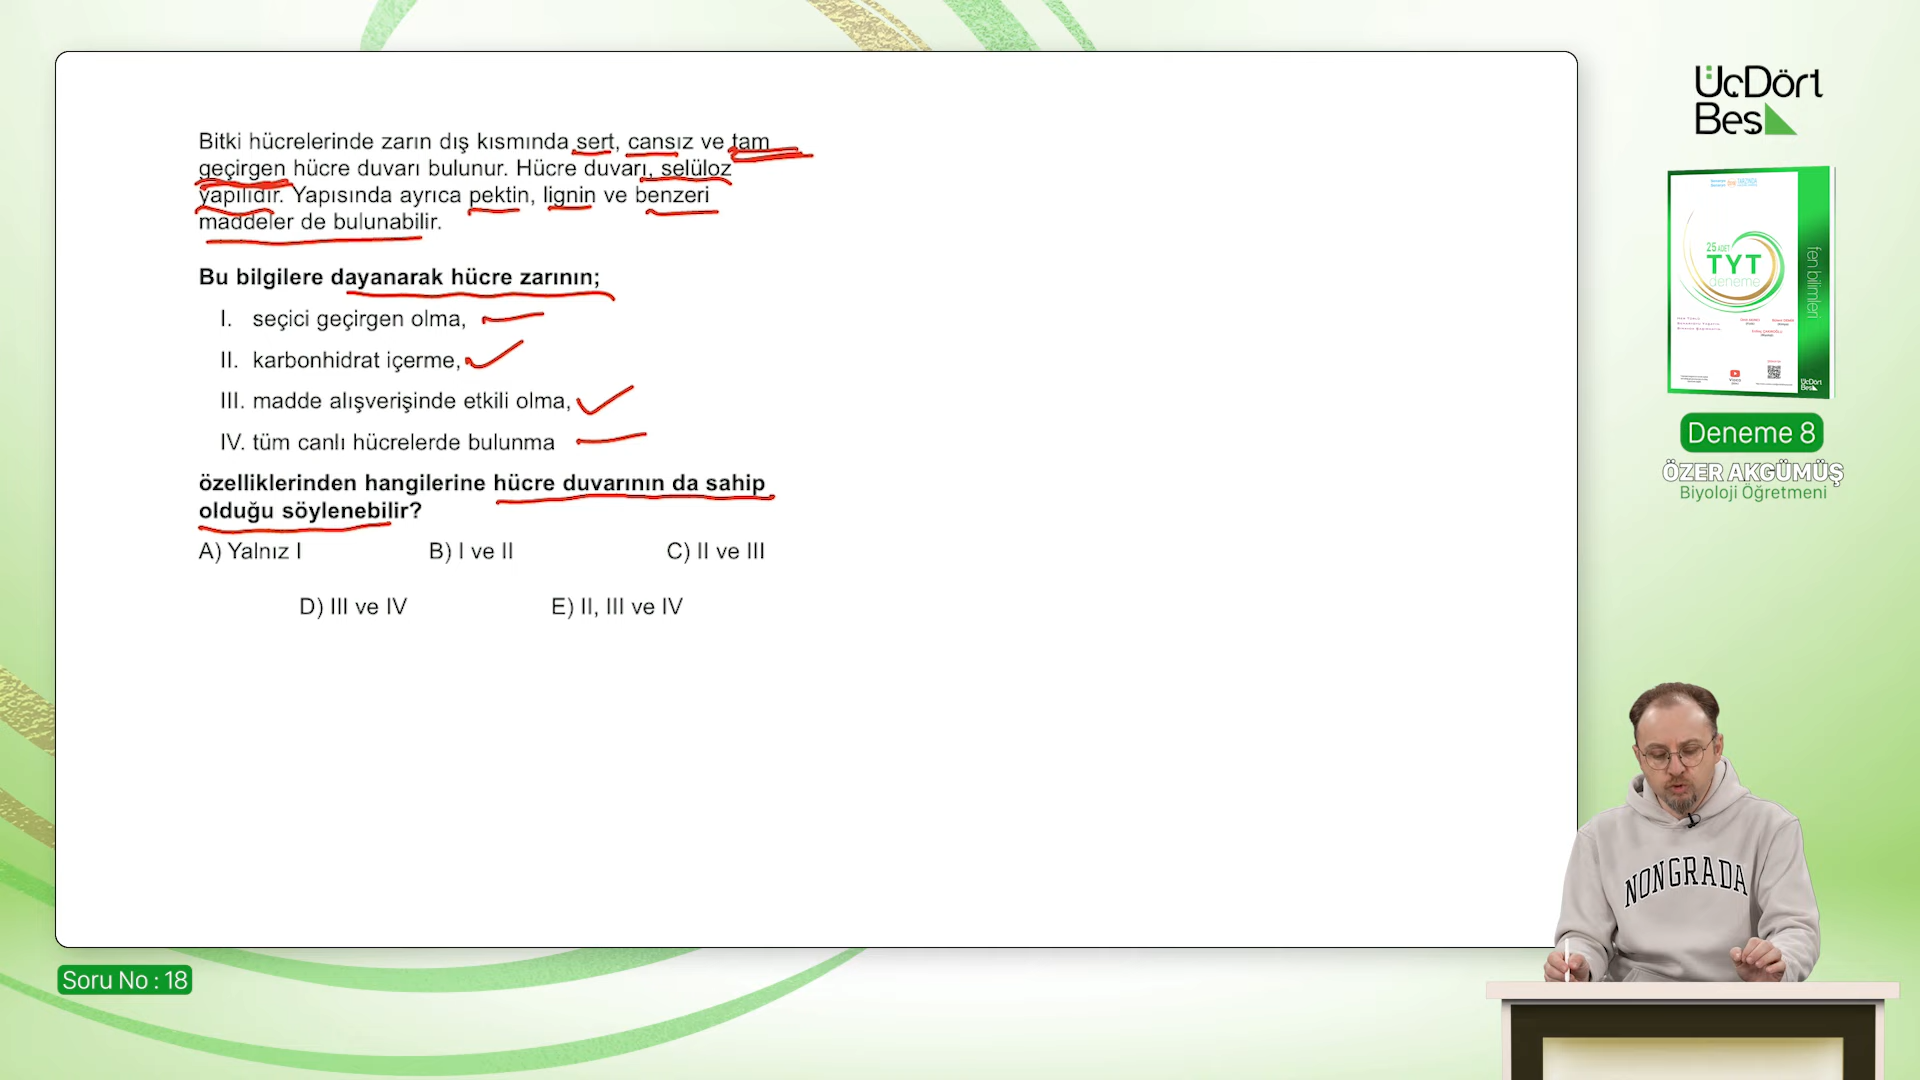 Bitki hücrelerinde zarın dış kısmında sert, cansız ve tam
geçirgen hücre duvarı bulunur. Hücre duvarı, selüloz
yapılıdır. Yapısında ayrıca pektin, lignin ve benzeri
maddeler de bulunabilir.
Bu bilgilere dayanarak hücre zarının;
I. seçici geçirgen olma,
II. karbonhidrat içerme,
III. madde alışverişinde etkili olma,
IV. tüm canlı hücrelerde bulunma
özelliklerinden hangilerine hücre duvarının da sahip
olduğu söylenebilir?
A) Yalnız I B) I ve II C) II ve III
D) III ve IV E) II, III ve IV
Soru No : 18
ÜçDört
Beş
25 ADET
TYT
deneme
fen bilimleri
ÜçDört
Beş
Deneme 8
ÖZER AKGÜMÜŞ
Biyoloji Öğretmeni
NONGRADA